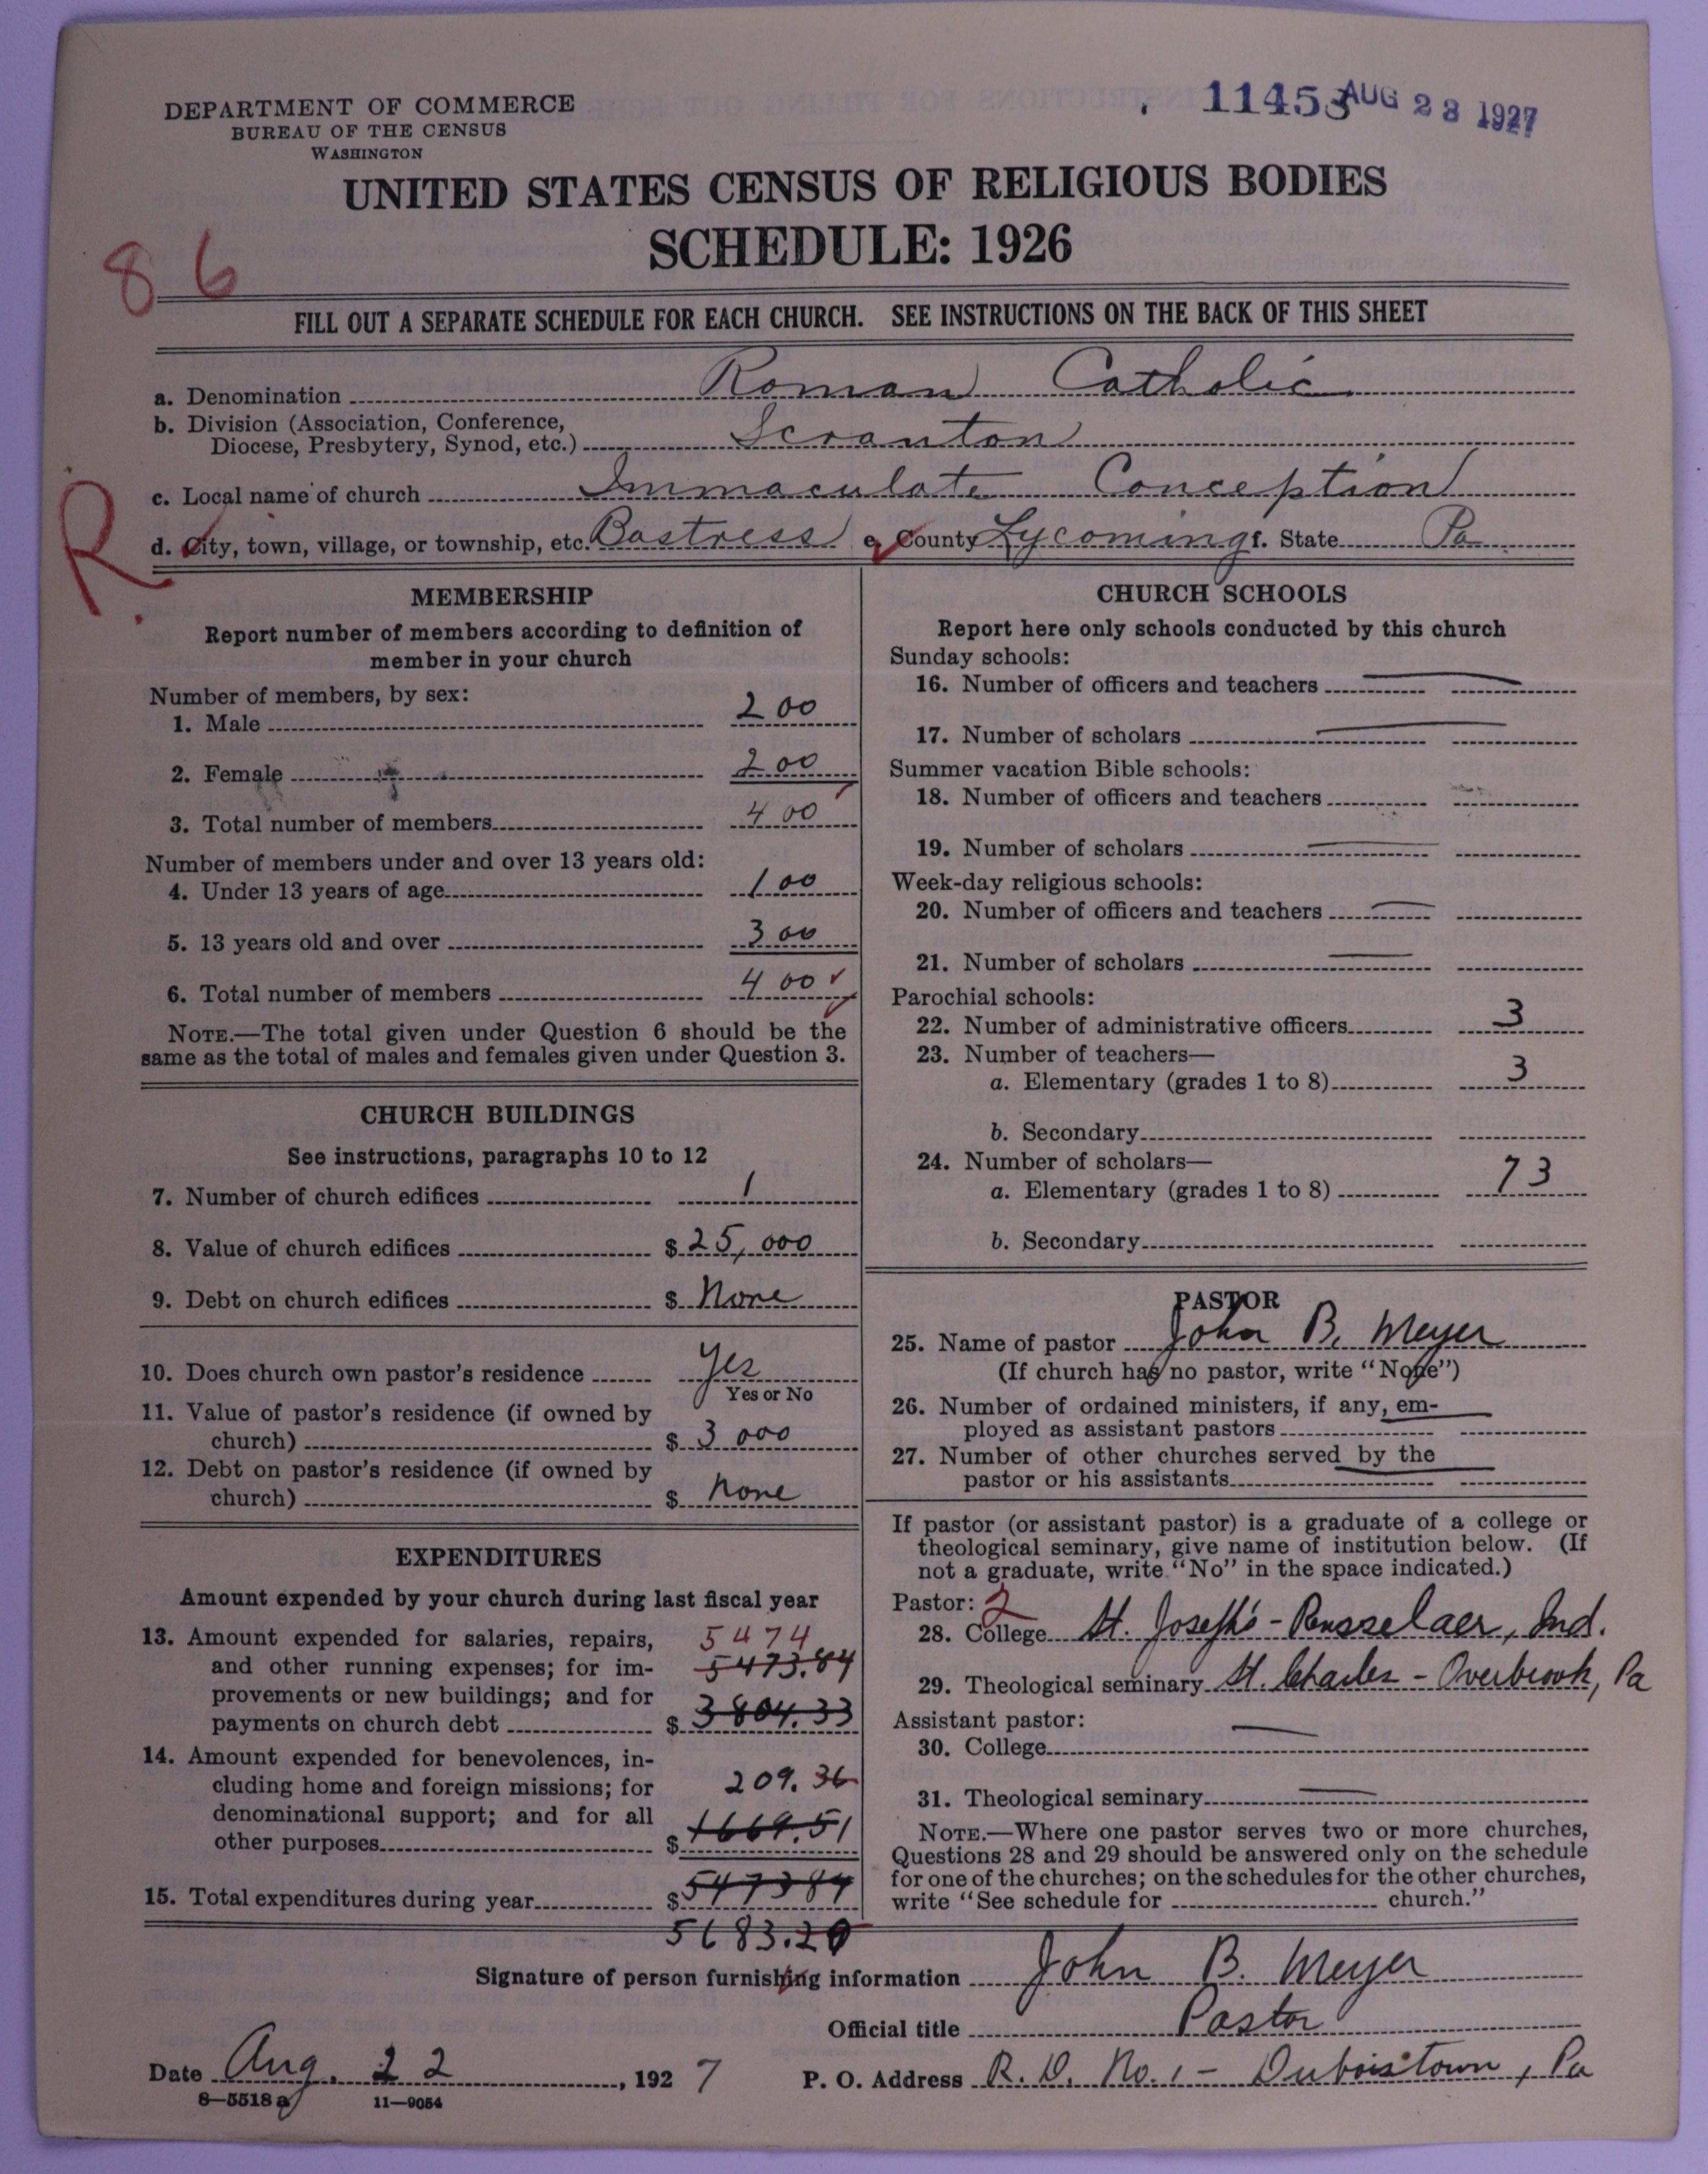 DEPARTMENT OF COMMERCE
BUREAU OF THE CENSUS
WASHINGTON
11453 AUG 23 1927
UNITED STATES CENSUS OF RELIGIOUS BODIES
SCHEDULE: 1926
86
FILL OUT A SEPARATE SCHEDULE FOR EACH CHURCH. SEE INSTRUCTIONS ON THE BACK OF THIS SHEET
a. Denomination Roman Catholic
b. Division (Association, Conference,
Diocese, Presbytery, Synod, etc.) Scranton
c. Local name of church Immaculate Conception
R
d. City, town, village, or township, etc. Bastress e. County Lycoming f. State Pa
MEMBERSHIP
Report number of members according to definition of
member in your church
Number of members, by sex:
1. Male 200
2. Female 200
3. Total number of members 400
Number of members under and over 13 years old:
4. Under 13 years of age 100
5. 13 years old and over 300
6. Total number of members 400
NOTE.—The total given under Question 6 should be the
same as the total of males and females given under Question 3.
CHURCH BUILDINGS
See instructions, paragraphs 10 to 12
7. Number of church edifices 1
8. Value of church edifices $ 25,000
9. Debt on church edifices $ None
10. Does church own pastor's residence Yes
Yes or No
11. Value of pastor's residence (if owned by
church) $ 3 000
12. Debt on pastor's residence (if owned by
church) $ None
EXPENDITURES
Amount expended by your church during last fiscal year
13. Amount expended for salaries, repairs, 5474
and other running expenses; for im- 5473.84
provements or new buildings; and for
payments on church debt $ 3804.33
14. Amount expended for benevolences, in-
cluding home and foreign missions; for 209.36
denominational support; and for all
other purposes $ 1669.51
15. Total expenditures during year $ 5473 84
5683.20
CHURCH SCHOOLS
Report here only schools conducted by this church
Sunday schools:
16. Number of officers and teachers
17. Number of scholars
Summer vacation Bible schools:
18. Number of officers and teachers
19. Number of scholars
Week-day religious schools:
20. Number of officers and teachers
21. Number of scholars
Parochial schools:
22. Number of administrative officers 3
23. Number of teachers—
a. Elementary (grades 1 to 8) 3
b. Secondary
24. Number of scholars—
a. Elementary (grades 1 to 8) 73
b. Secondary
PASTOR
25. Name of pastor John B. Meyer
(If church has no pastor, write "None")
26. Number of ordained ministers, if any, em-
ployed as assistant pastors
27. Number of other churches served by the
pastor or his assistants
If pastor (or assistant pastor) is a graduate of a college or
theological seminary, give name of institution below. (If
not a graduate, write "No" in the space indicated.)
Pastor: 2
28. College St. Joseph's - Rensselaer, Ind.
29. Theological seminary St. Charles - Overbrook, Pa
Assistant pastor:
30. College
31. Theological seminary
NOTE.—Where one pastor serves two or more churches,
Questions 28 and 29 should be answered only on the schedule
for one of the churches; on the schedules for the other churches,
write "See schedule for church."
Signature of person furnishing information John B. Meyer
Official title Pastor
Date Aug. 22, 1927 P. O. Address R. D. No. 1 - Duboistown, Pa
8—5518 a 11—9054